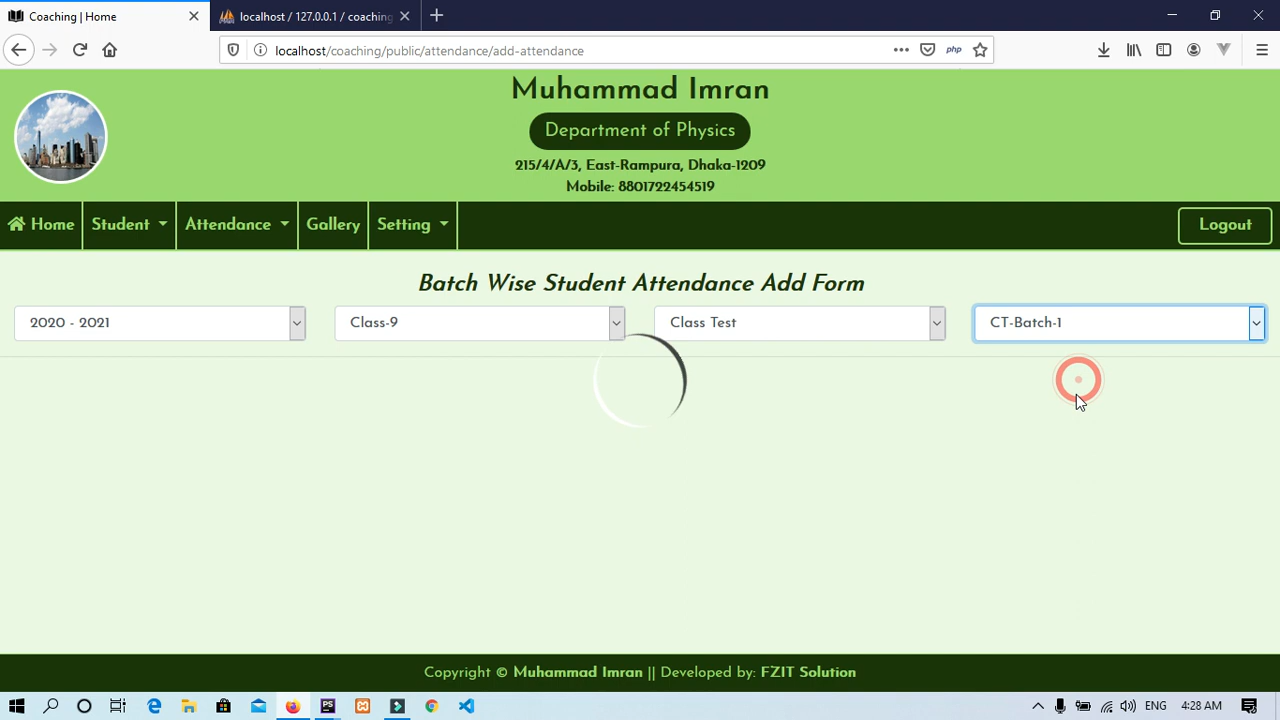 Coaching | Home
localhost / 127.0.0.1 / coaching
localhost/coaching/public/attendance/add-attendance
php
Muhammad Imran
Department of Physics
215/4/A/3, East-Rampura, Dhaka-1209
Mobile: 8801722454519
Home Student Attendance Gallery Setting Logout
Batch Wise Student Attendance Add Form
2020 - 2021 Class-9 Class Test CT-Batch-1
Copyright © Muhammad Imran || Developed by: FZIT Solution
PS ENG 4:28 AM